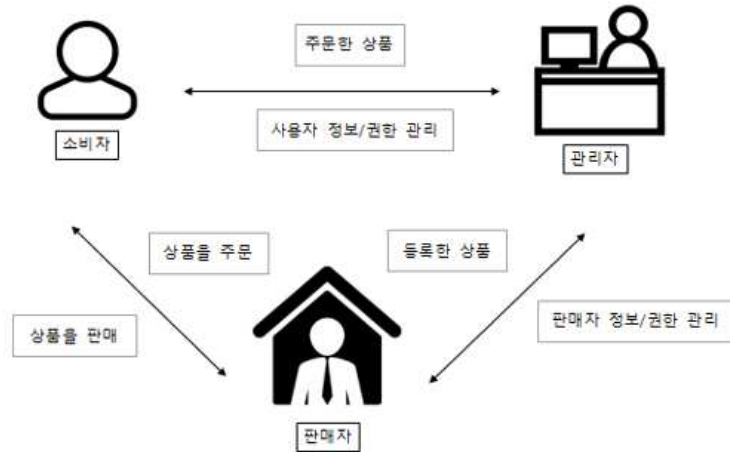 주문한 상품
사용자 정보/권한 관리
소비자
관리자
상품을 주문
등록한 상품
상품을 판매
판매자 정보/권한 관리
판매자